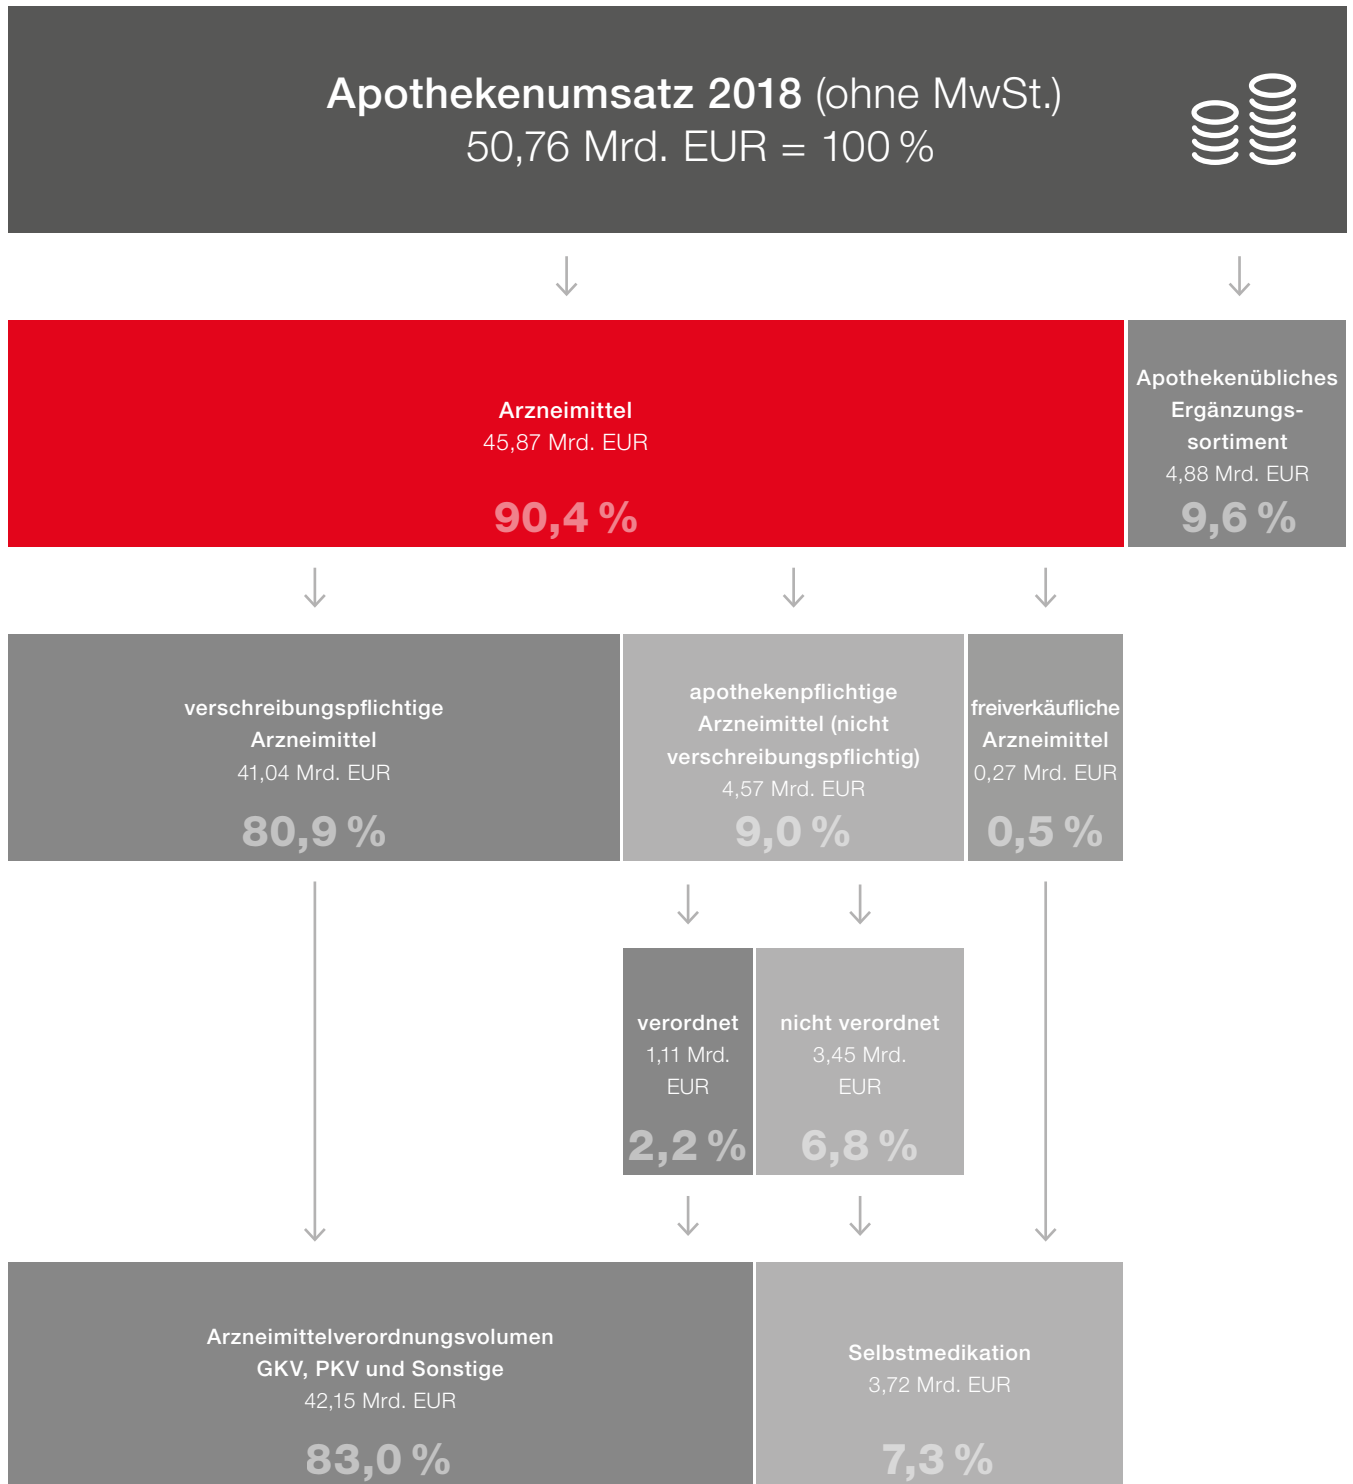 Apothekenumsatz 2018 (ohne MwSt.)
50,76 Mrd. EUR = 100 %
Arzneimittel
45,87 Mrd. EUR
90,4 %
Apothekenübliches
Ergänzungs-
sortiment
4,88 Mrd. EUR
9,6 %
verschreibungspflichtige
Arzneimittel
41,04 Mrd. EUR
80,9 %
apothekenpflichtige
Arzneimittel (nicht
verschreibungspflichtig)
4,57 Mrd. EUR
9,0 %
freiverkäufliche
Arzneimittel
0,27 Mrd. EUR
0,5 %
verordnet
1,11 Mrd.
EUR
2,2 %
nicht verordnet
3,45 Mrd.
EUR
6,8 %
Arzneimittelverordnungsvolumen
GKV, PKV und Sonstige
42,15 Mrd. EUR
83,0 %
Selbstmedikation
3,72 Mrd. EUR
7,3 %